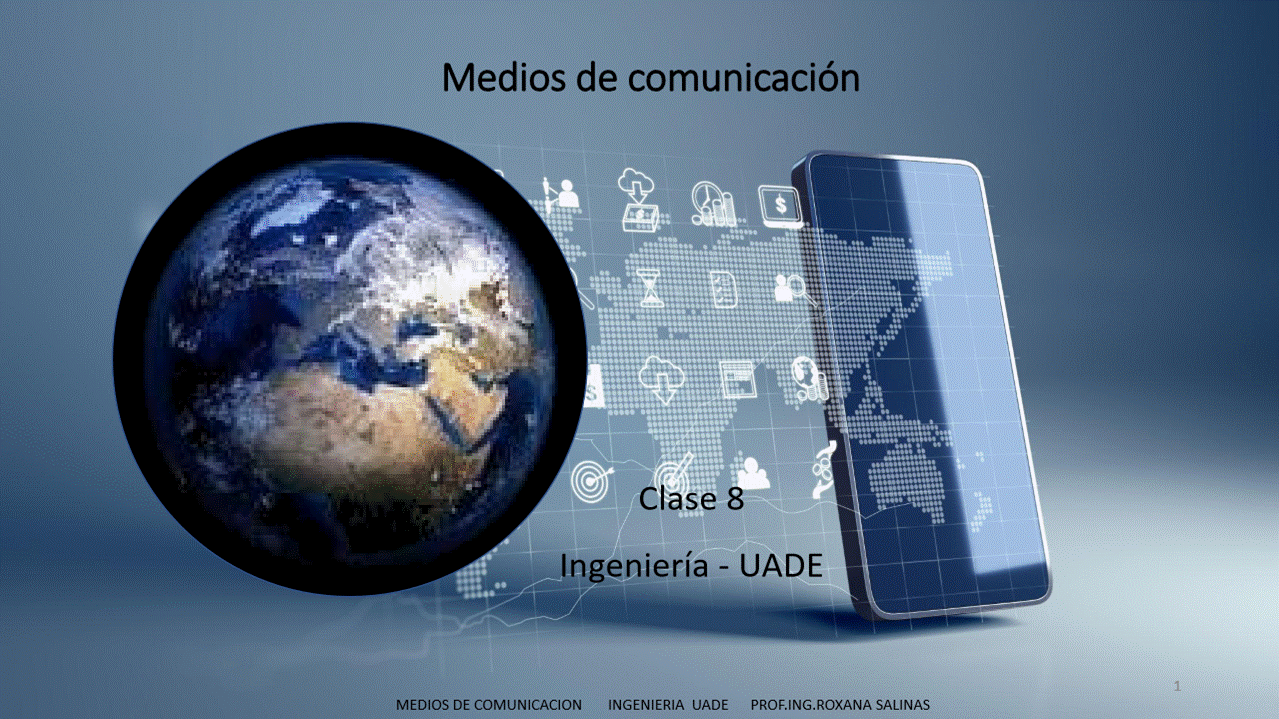 Medios de comunicación
Clase 8
Ingeniería - UADE
1
MEDIOS DE COMUNICACION INGENIERIA UADE PROF.ING.ROXANA SALINAS